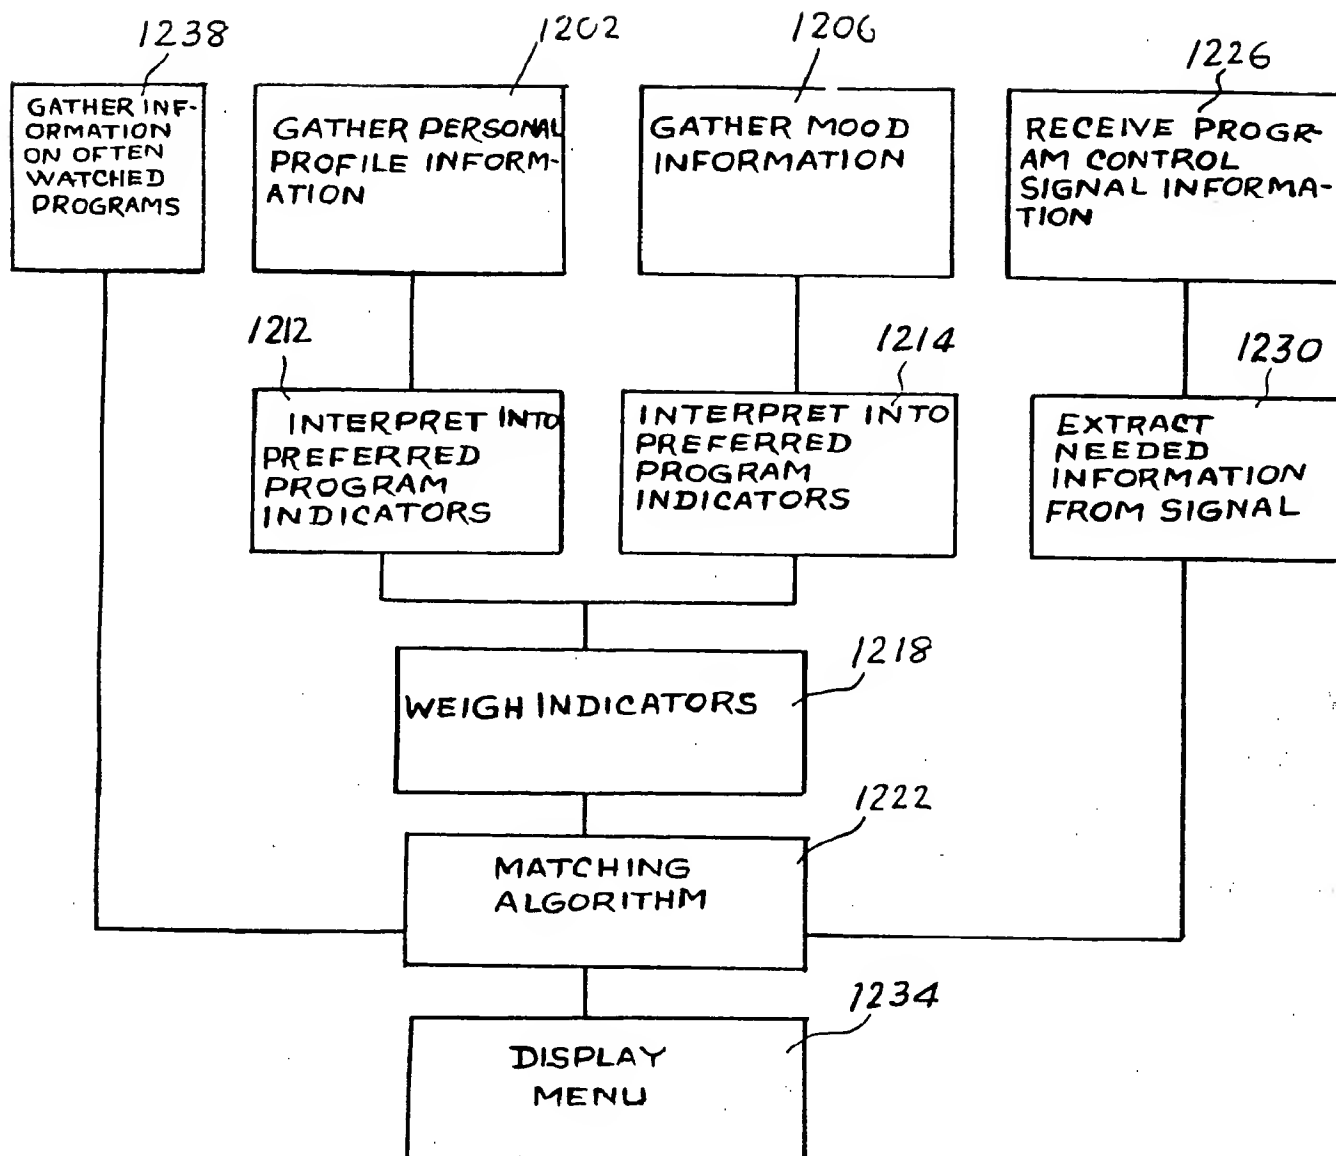 1238
GATHER INF-
ORMATION
ON OFTEN
WATCHED
PROGRAMS
1202
GATHER PERSONAL
PROFILE INFORM-
ATION
1206
GATHER MOOD
INFORMATION
1226
RECEIVE PROGR-
AM CONTROL
SIGNAL INFORMA-
TION
1212
INTERPRET INTO
PREFERRED
PROGRAM
INDICATORS
1214
INTERPRET INTO
PREFERRED
PROGRAM
INDICATORS
1230
EXTRACT
NEEDED
INFORMATION
FROM SIGNAL
1218
WEIGH INDICATORS
1222
MATCHING
ALGORITHM
1234
DISPLAY
MENU